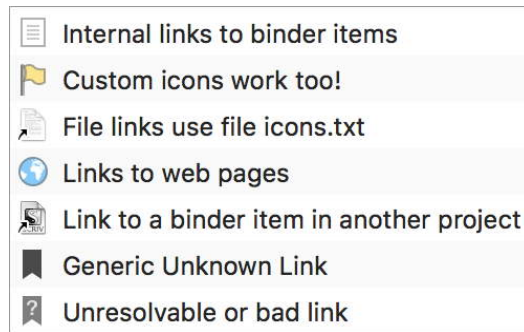 Internal links to binder items
Custom icons work too!
File links use file icons.txt
Links to web pages
Link to a binder item in another project
Generic Unknown Link
Unresolvable or bad link